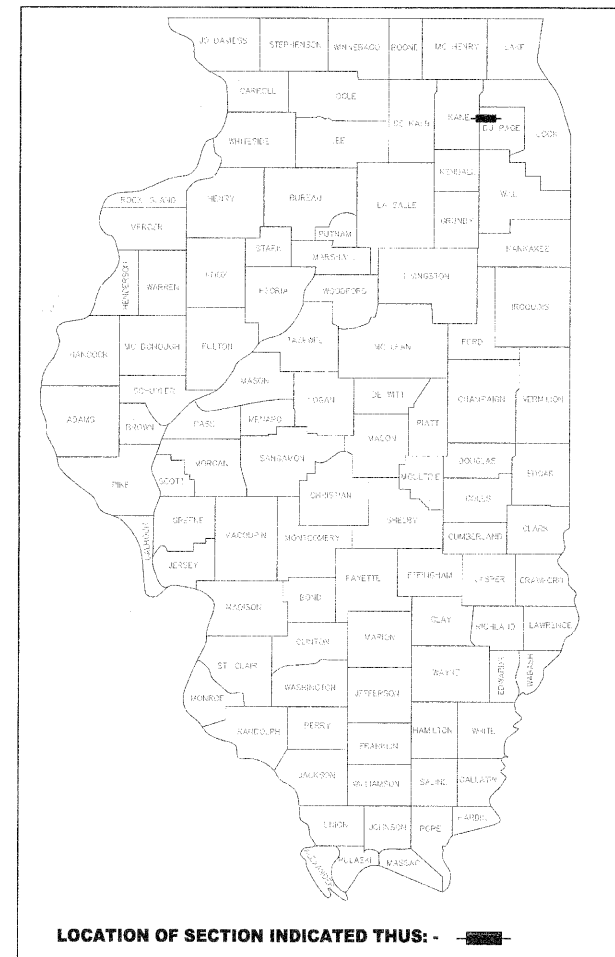 JO DAVIESS STEPHENSON WINNEBAGO BOONE MC HENRY LAKE
CARROLL OGLE DE KALB KANE DU PAGE COOK
WHITESIDE LEE
KENDALL
ROCK ISLAND HENRY BUREAU LA SALLE WILL
MERCER PUTNAM GRUNDY
STARK MARSHALL KANKAKEE
HENDERSON WARREN KNOX PEORIA WOODFORD LIVINGSTON IROQUOIS
HANCOCK MC DONOUGH FULTON TAZEWELL MC LEAN FORD
MASON
SCHUYLER LOGAN DE WITT CHAMPAIGN VERMILION
ADAMS BROWN CASS MENARD PIATT
MACON
MORGAN SANGAMON DOUGLAS
PIKE SCOTT CHRISTIAN MOULTRIE EDGAR
COLES
GREENE SHELBY
CALHOUN MACOUPIN MONTGOMERY CUMBERLAND CLARK
JERSEY
FAYETTE EFFINGHAM JASPER CRAWFORD
MADISON BOND
CLAY RICHLAND LAWRENCE
CLINTON MARION
ST. CLAIR WAYNE EDWARDS WABASH
MONROE WASHINGTON JEFFERSON
RANDOLPH PERRY HAMILTON WHITE
FRANKLIN
JACKSON WILLIAMSON SALINE GALLATIN
UNION JOHNSON POPE HARDIN
ALEXANDER PULASKI MASSAC
LOCATION OF SECTION INDICATED THUS: -